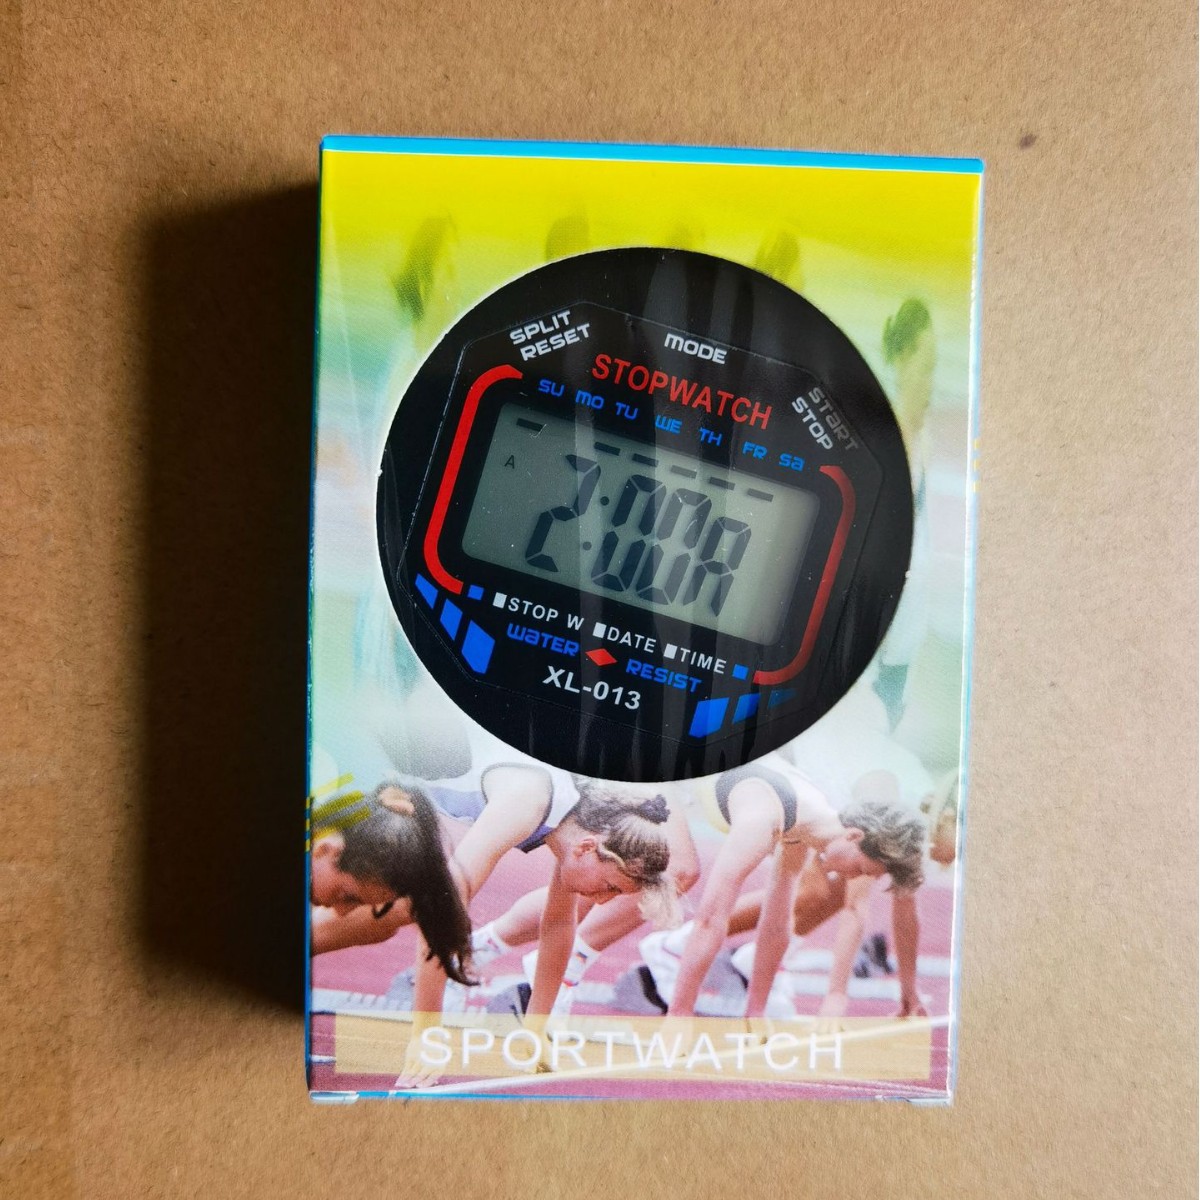 SPLIT
RESET
MODE
START
STOP
STOPWATCH
SU MO TU WE TH FR SA
A
2:00
STOP W DATE TIME
WATER RESIST
XL-013
SPORTWATCH